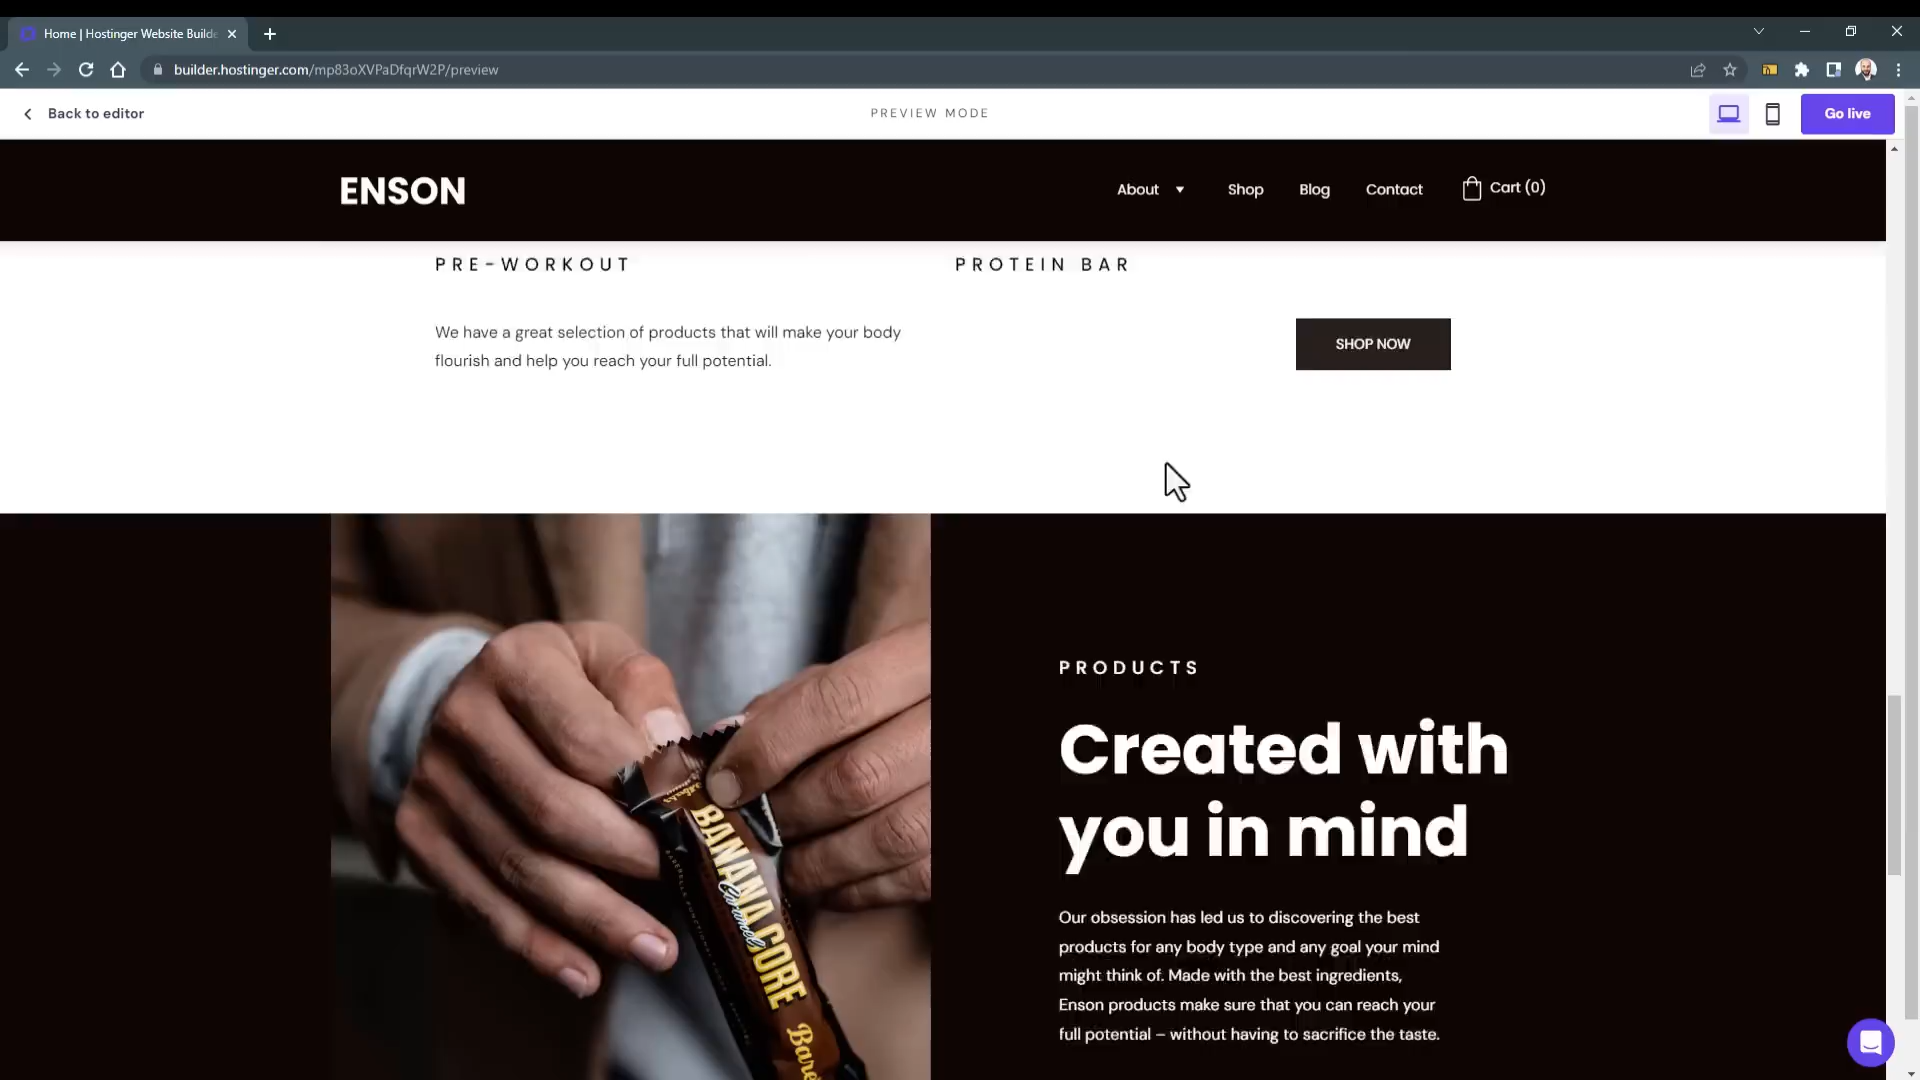 Home | Hostinger Website Builde
builder.hostinger.com/mp83oXVPaDfqrW2P/preview
Back to editor
PREVIEW MODE
Go live
ENSON
About
Shop
Blog
Contact
Cart (0)
PRE-WORKOUT
PROTEIN BAR
We have a great selection of products that will make your body
flourish and help you reach your full potential.
SHOP NOW
PRODUCTS
Created with
you in mind
Our obsession has led us to discovering the best
products for any body type and any goal your mind
might think of. Made with the best ingredients,
Enson products make sure that you can reach your
full potential – without having to sacrifice the taste.
BANANA CORE
Caramel
Bare